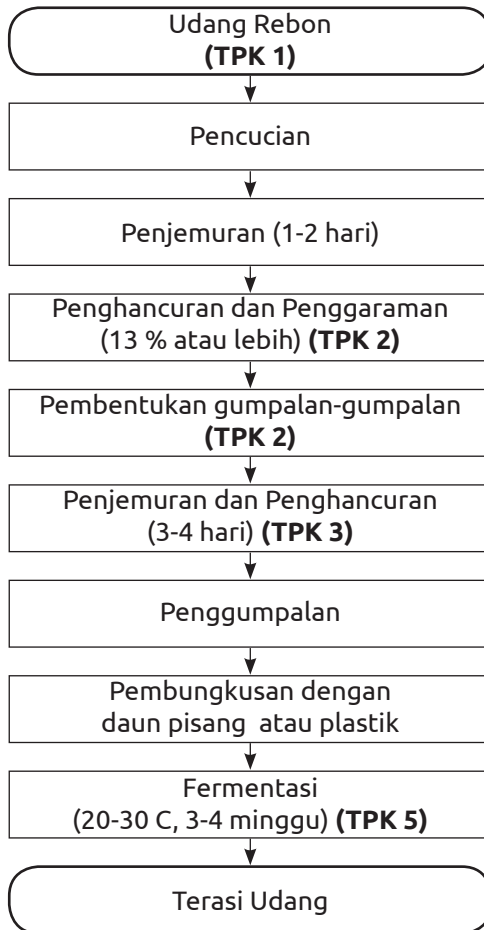 Udang Rebon
(TPK 1)
Pencucian
Penjemuran (1-2 hari)
Penghancuran dan Penggaraman
(13 % atau lebih) (TPK 2)
Pembentukan gumpalan-gumpalan
(TPK 2)
Penjemuran dan Penghancuran
(3-4 hari) (TPK 3)
Penggumpalan
Pembungkusan dengan
daun pisang atau plastik
Fermentasi
(20-30 C, 3-4 minggu) (TPK 5)
Terasi Udang